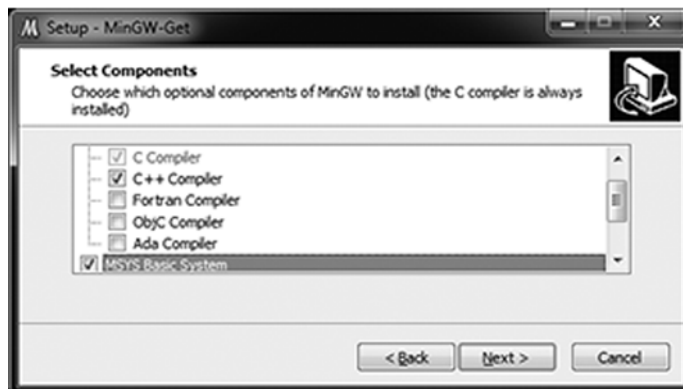 Setup - MinGW-Get
Select Components
Choose which optional components of MinGW to install (the C compiler is always
installed)
C Compiler
C++ Compiler
Fortran Compiler
ObjC Compiler
Ada Compiler
MSYS Basic System
< Back
Next >
Cancel